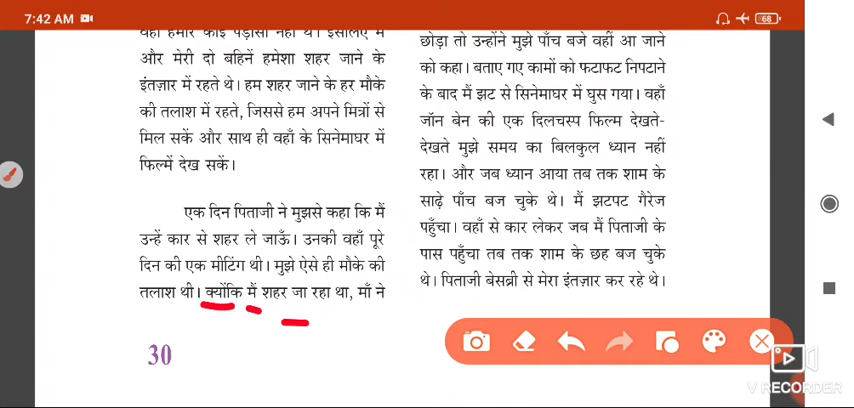 7:42 AM
68
वहाँ हमारे कोई पड़ोसी नहीं थे। इसलिए मैं
और मेरी दो बहिनें हमेशा शहर जाने के
इंतज़ार में रहते थे। हम शहर जाने के हर मौके
की तलाश में रहते, जिससे हम अपने मित्रों से
मिल सकें और साथ ही वहाँ के सिनेमाघर में
फिल्में देख सकें।
एक दिन पिताजी ने मुझसे कहा कि मैं
उन्हें कार से शहर ले जाऊँ। उनकी वहाँ पूरे
दिन की एक मीटिंग थी। मुझे ऐसे ही मौके की
तलाश थी। क्योंकि मैं शहर जा रहा था, माँ ने
30
छोड़ा तो उन्होंने मुझे पाँच बजे वहीं आ जाने
को कहा। बताए गए कामों को फटाफट निपटाने
के बाद मैं झट से सिनेमाघर में घुस गया। वहाँ
जॉन बेन की एक दिलचस्प फिल्म देखते-
देखते मुझे समय का बिलकुल ध्यान नहीं
रहा। और जब ध्यान आया तब तक शाम के
साढ़े पाँच बज चुके थे। मैं झटपट गैरेज
पहुँचा। वहाँ से कार लेकर जब मैं पिताजी के
पास पहुँचा तब तक शाम के छह बज चुके
थे। पिताजी बेसब्री से मेरा इंतज़ार कर रहे थे।
V RECORDER